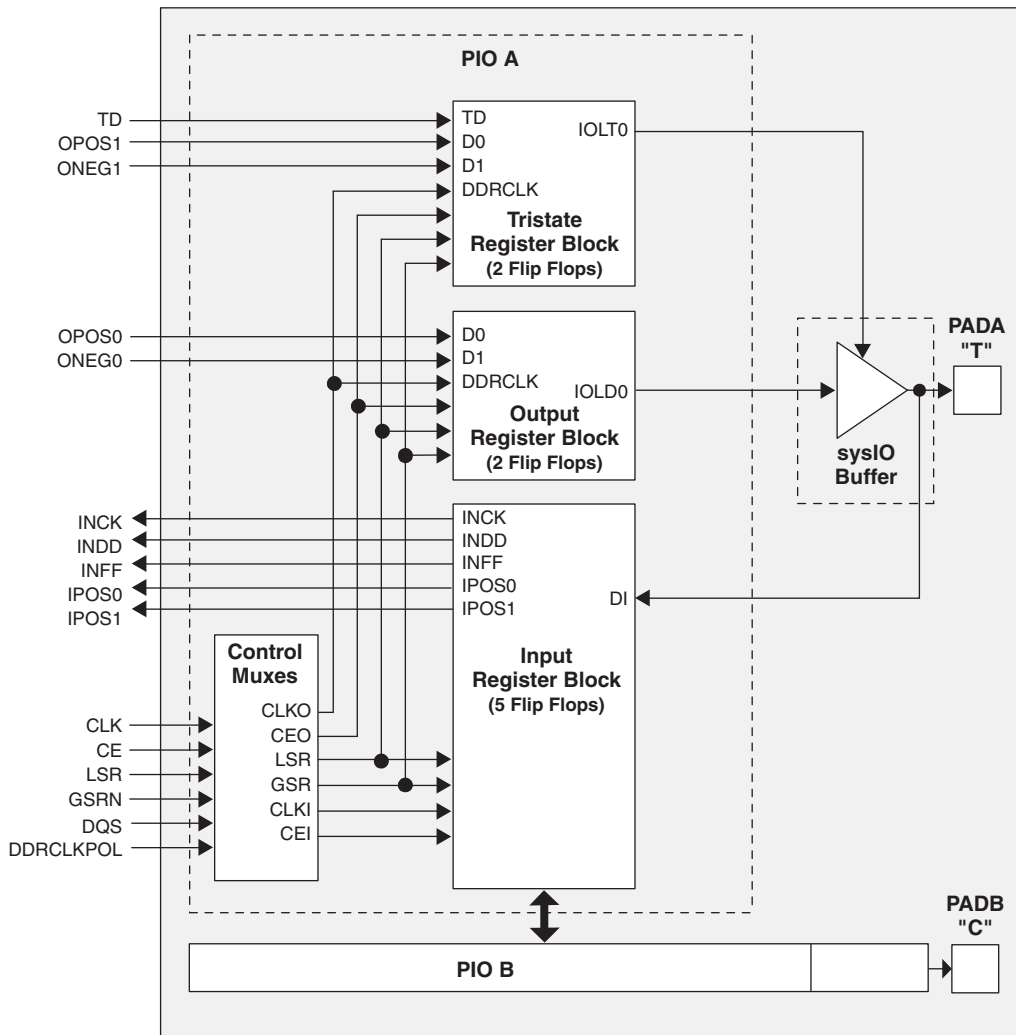 PIO A
TD
OPOS1
ONEG1
TD
D0
D1
DDRCLK
IOLT0
Tristate
Register Block
(2 Flip Flops)
OPOS0
ONEG0
D0
D1
DDRCLK
IOLD0
Output
Register Block
(2 Flip Flops)
PADA
"T"
sysIO
Buffer
INCK
INDD
INFF
IPOS0
IPOS1
INCK
INDD
INFF
IPOS0
IPOS1
DI
Input
Register Block
(5 Flip Flops)
Control
Muxes
CLK
CE
LSR
GSRN
DQS
DDRCLKPOL
CLKO
CEO
LSR
GSR
CLKI
CEI
PIO B
PADB
"C"